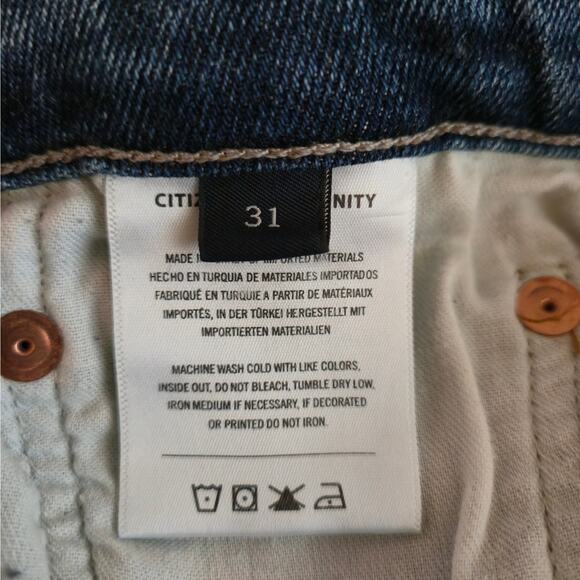 CITIZ NITY
31
MADE I OF IMPORTED MATERIALS
HECHO EN TURQUIA DE MATERIALES IMPORTADOS
FABRIQUÉ EN TURQUIE A PARTIR DE MATÉRIAUX
IMPORTÉS, IN DER TÜRKEI HERGESTELLT MIT
IMPORTIERTEN MATERIALIEN
MACHINE WASH COLD WITH LIKE COLORS,
INSIDE OUT, DO NOT BLEACH, TUMBLE DRY LOW,
IRON MEDIUM IF NECESSARY, IF DECORATED
OR PRINTED DO NOT IRON.